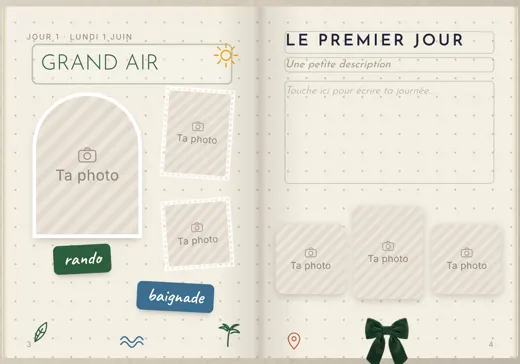 JOUR 1 · LUNDI 1 JUIN
GRAND AIR
Ta photo
Ta photo
Ta photo
rando
baignade
3
LE PREMIER JOUR
Une petite description
Touche ici pour écrire ta journée...
Ta photo
Ta photo
Ta photo
4